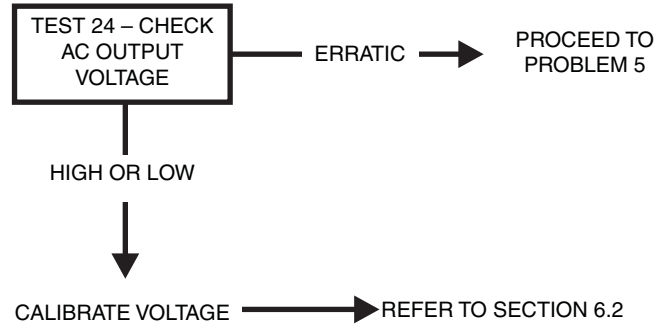 TEST 24 – CHECK
AC OUTPUT
VOLTAGE
ERRATIC
PROCEED TO
PROBLEM 5
HIGH OR LOW
CALIBRATE VOLTAGE
REFER TO SECTION 6.2